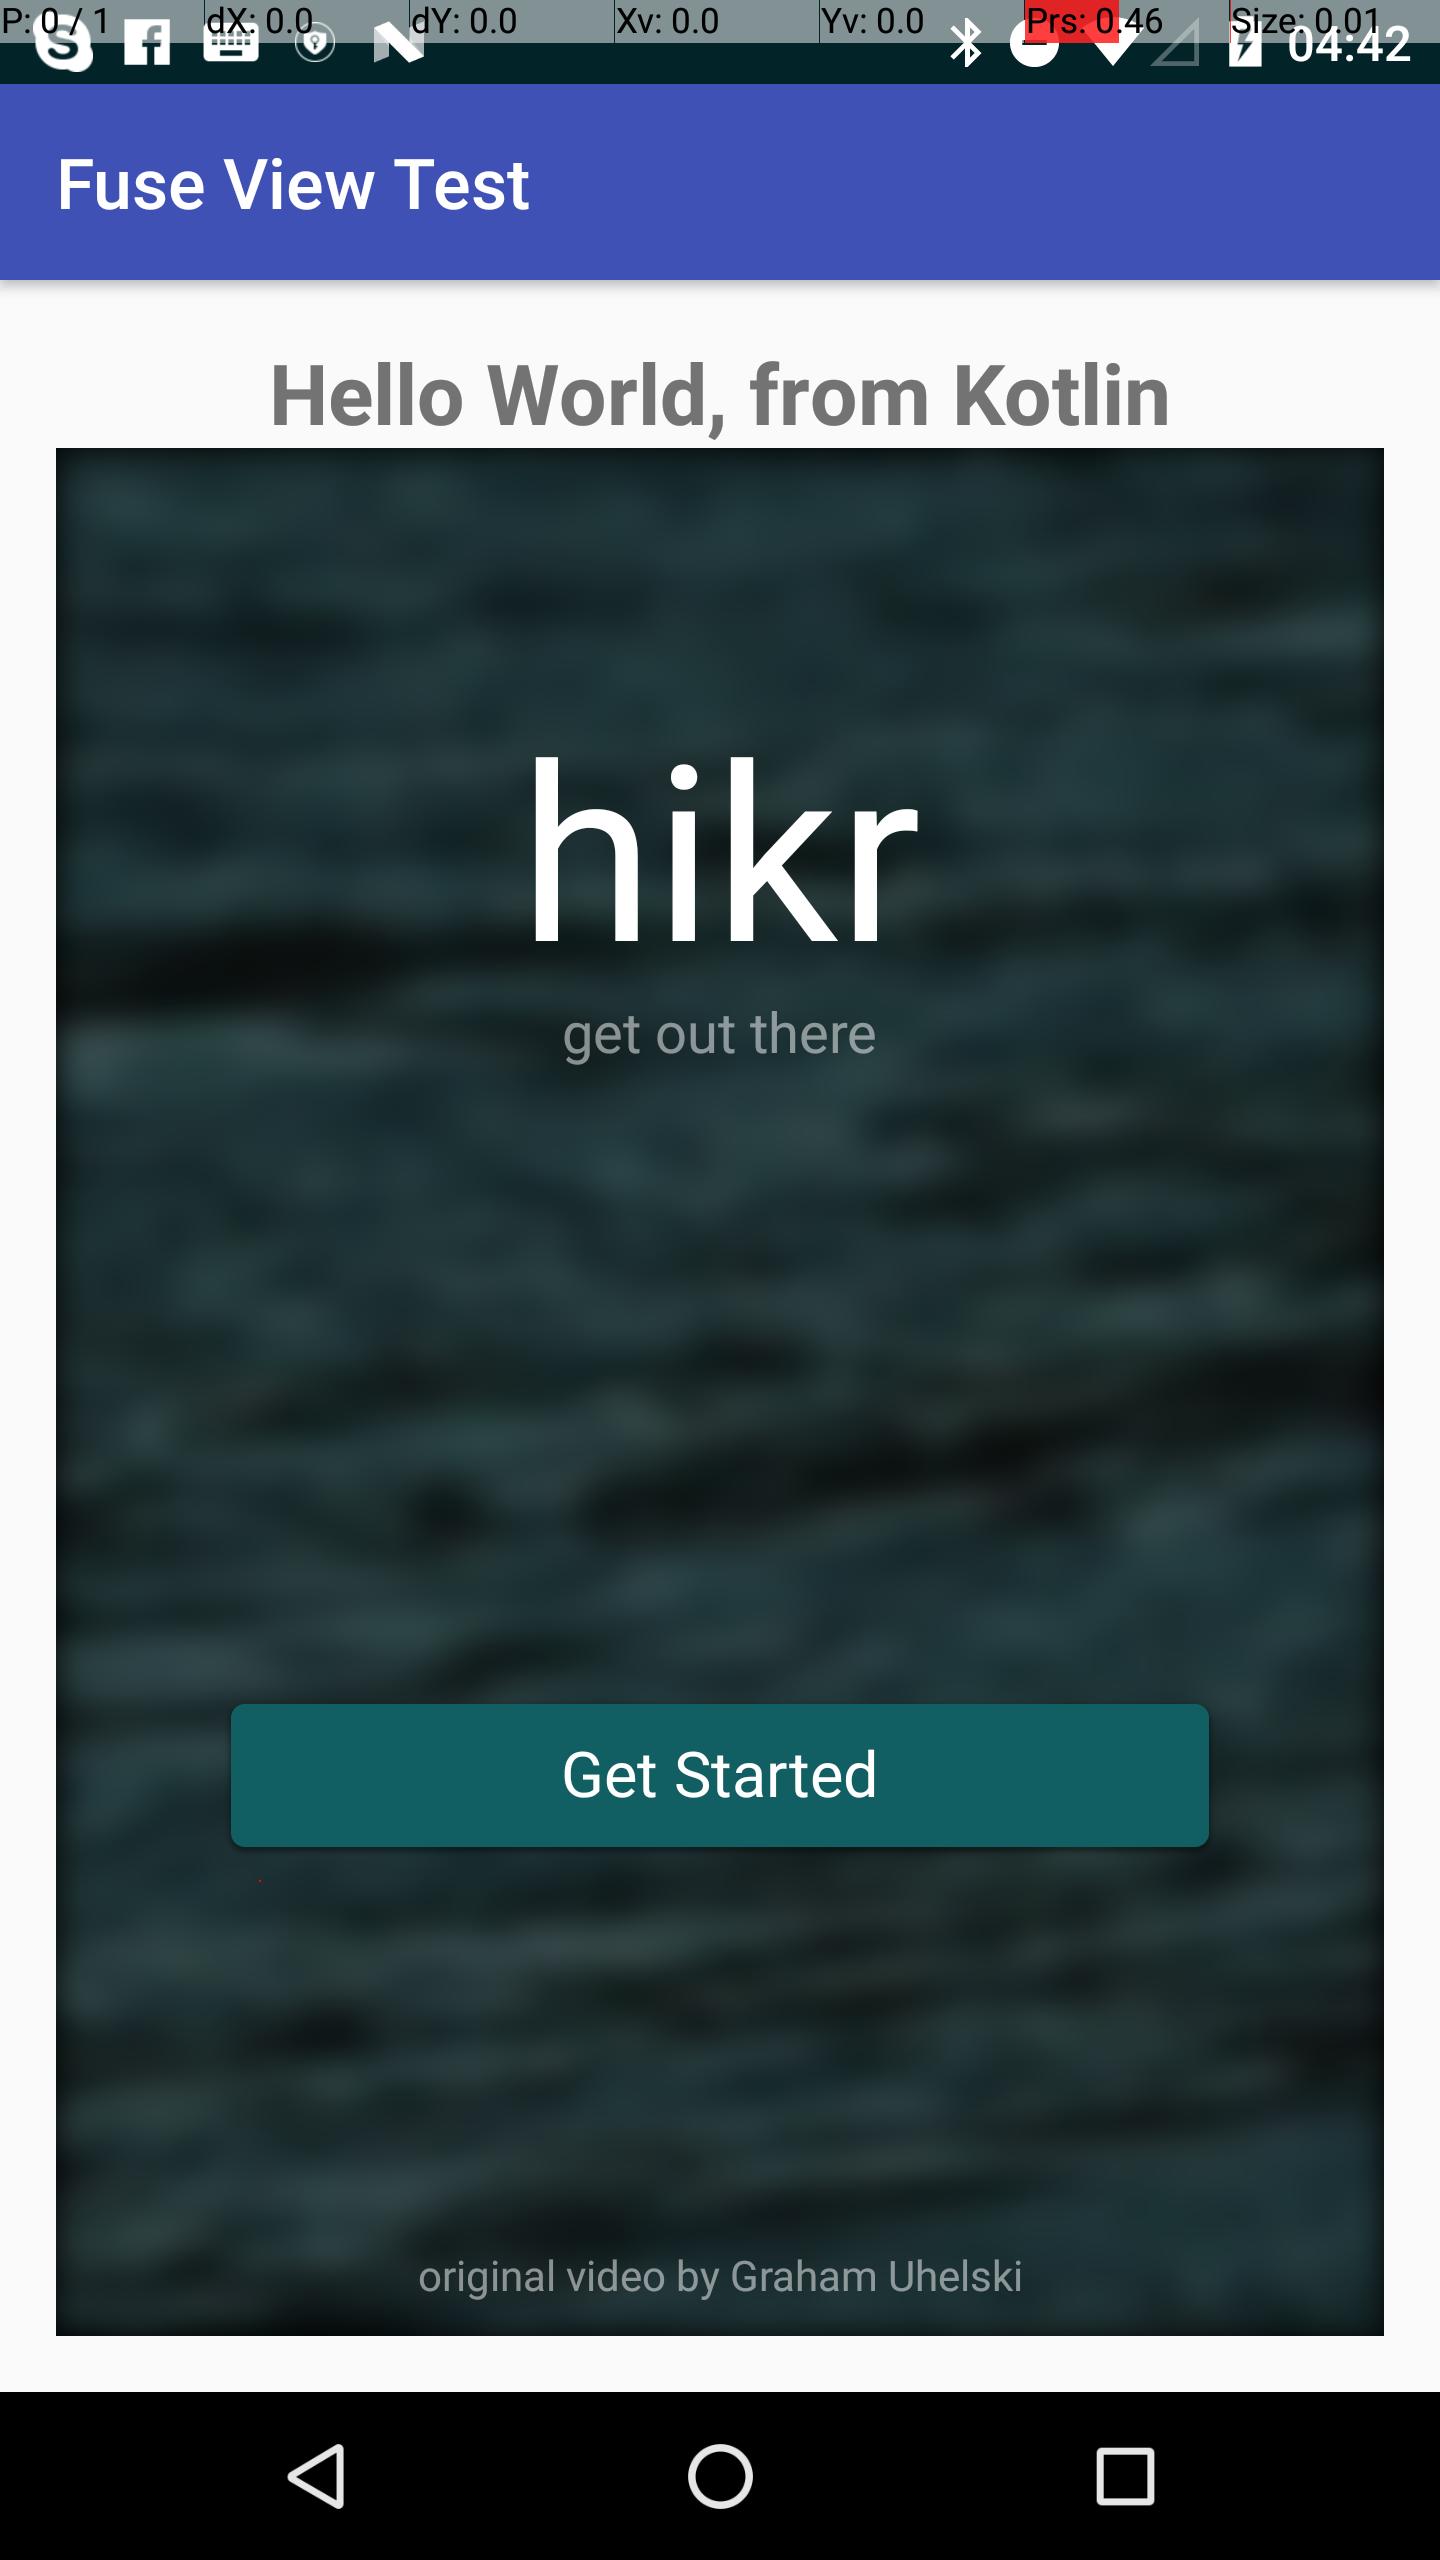 P: 0 / 1 dX: 0.0 dY: 0.0 Xv: 0.0 Yv: 0.0 Prs: 0.46 Size: 0.01
04:42
Fuse View Test
Hello World, from Kotlin
hikr
get out there
Get Started
original video by Graham Uhelski